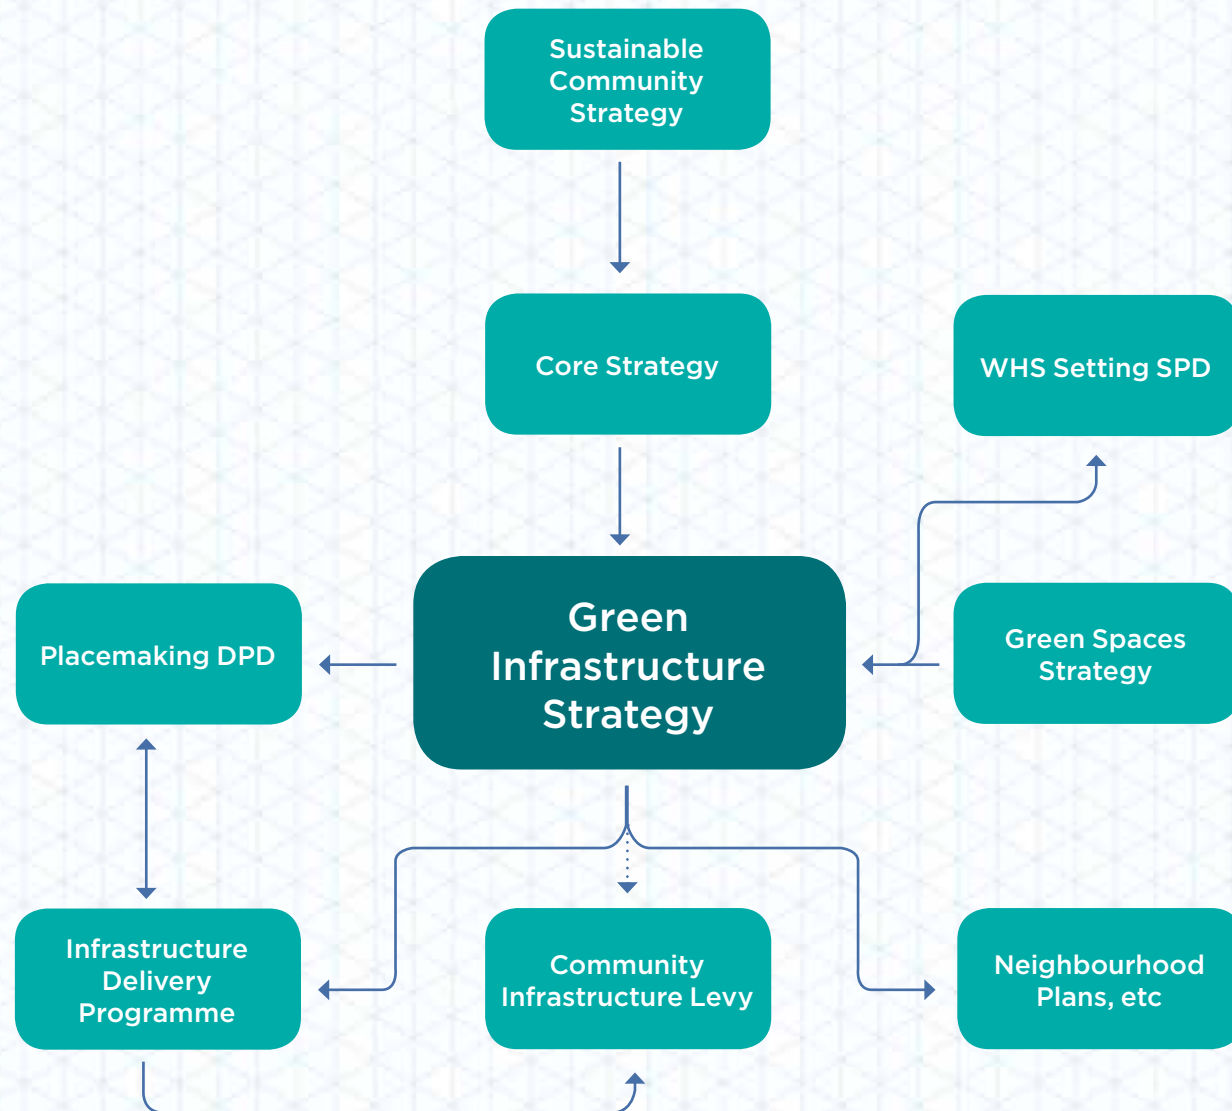 Sustainable
Community
Strategy
Core Strategy
WHS Setting SPD
Green
Infrastructure
Strategy
Placemaking DPD
Green Spaces
Strategy
Infrastructure
Delivery
Programme
Community
Infrastructure Levy
Neighbourhood
Plans, etc